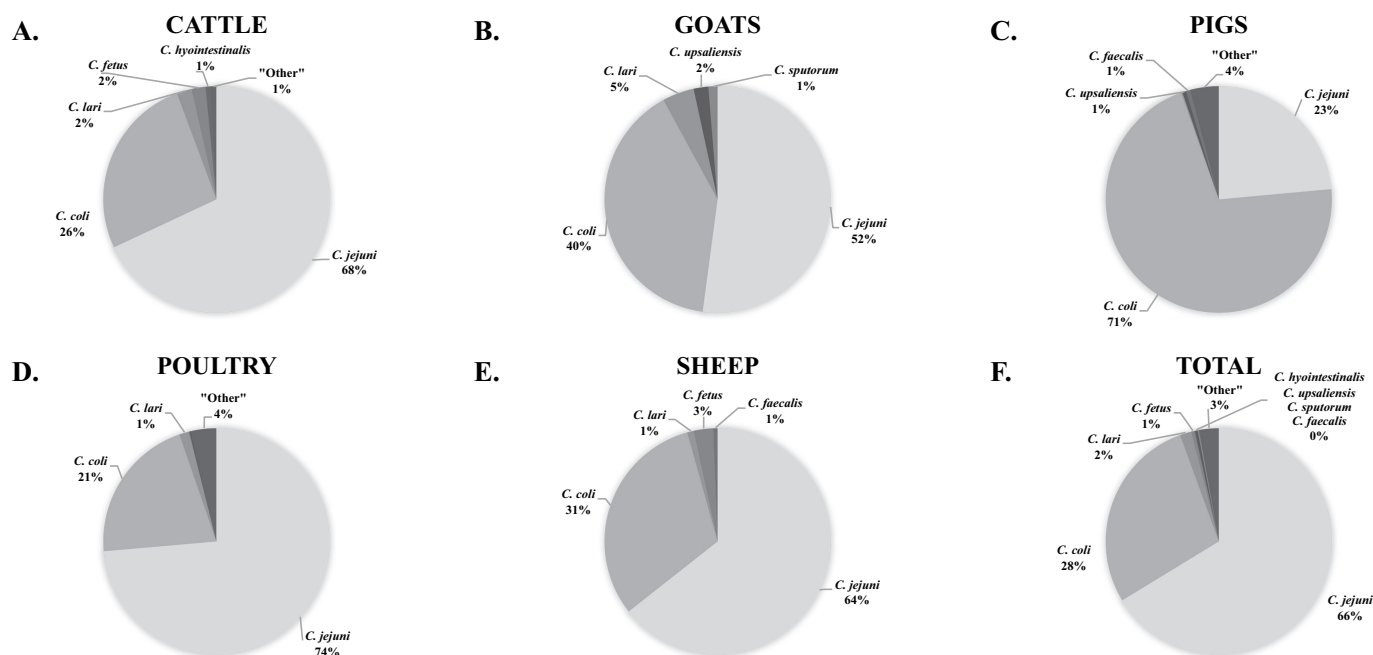 A.
CATTLE
C. hyointestinalis
1%
C. fetus
2%
"Other"
1%
C. lari
2%
C. coli
26%
C. jejuni
68%
B.
GOATS
C. upsaliensis
2%
C. lari
5%
C. sputorum
1%
C. coli
40%
C. jejuni
52%
C.
PIGS
C. faecalis
1%
"Other"
4%
C. upsaliensis
1%
C. jejuni
23%
C. coli
71%
D.
POULTRY
C. lari
1%
"Other"
4%
C. coli
21%
C. jejuni
74%
E.
SHEEP
C. fetus
3%
C. lari
1%
C. faecalis
1%
C. coli
31%
C. jejuni
64%
F.
TOTAL
"Other"
3%
C. hyointestinalis
C. upsaliensis
C. sputorum
C. faecalis
0%
C. fetus
1%
C. lari
2%
C. coli
28%
C. jejuni
66%